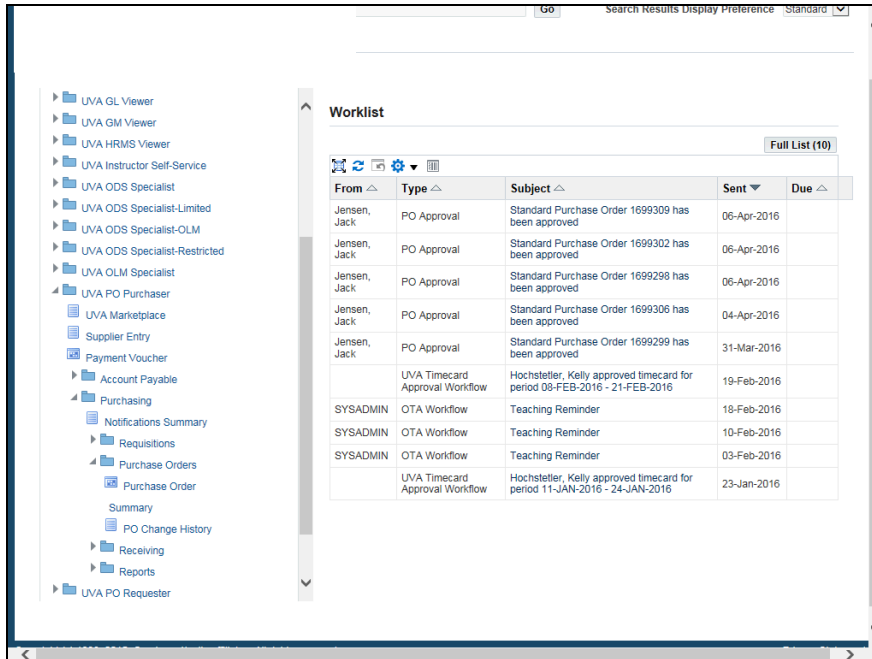 Go
Search Results Display Preference Standard
UVA GL Viewer
UVA GM Viewer
UVA HRMS Viewer
UVA Instructor Self-Service
UVA ODS Specialist
UVA ODS Specialist-Limited
UVA ODS Specialist-OLM
UVA ODS Specialist-Restricted
UVA OLM Specialist
UVA PO Purchaser
UVA Marketplace
Supplier Entry
Payment Voucher
Account Payable
Purchasing
Notifications Summary
Requisitions
Purchase Orders
Purchase Order
Summary
PO Change History
Receiving
Reports
UVA PO Requester
Worklist
Full List (10)
From Type Subject Sent Due
Jensen, Jack PO Approval Standard Purchase Order 1699309 has been approved 06-Apr-2016
Jensen, Jack PO Approval Standard Purchase Order 1699302 has been approved 06-Apr-2016
Jensen, Jack PO Approval Standard Purchase Order 1699298 has been approved 06-Apr-2016
Jensen, Jack PO Approval Standard Purchase Order 1699306 has been approved 04-Apr-2016
Jensen, Jack PO Approval Standard Purchase Order 1699299 has been approved 31-Mar-2016
UVA Timecard Approval Workflow Hochstetler, Kelly approved timecard for period 08-FEB-2016 - 21-FEB-2016 19-Feb-2016
SYSADMIN OTA Workflow Teaching Reminder 18-Feb-2016
SYSADMIN OTA Workflow Teaching Reminder 10-Feb-2016
SYSADMIN OTA Workflow Teaching Reminder 03-Feb-2016
UVA Timecard Approval Workflow Hochstetler, Kelly approved timecard for period 11-JAN-2016 - 24-JAN-2016 23-Jan-2016